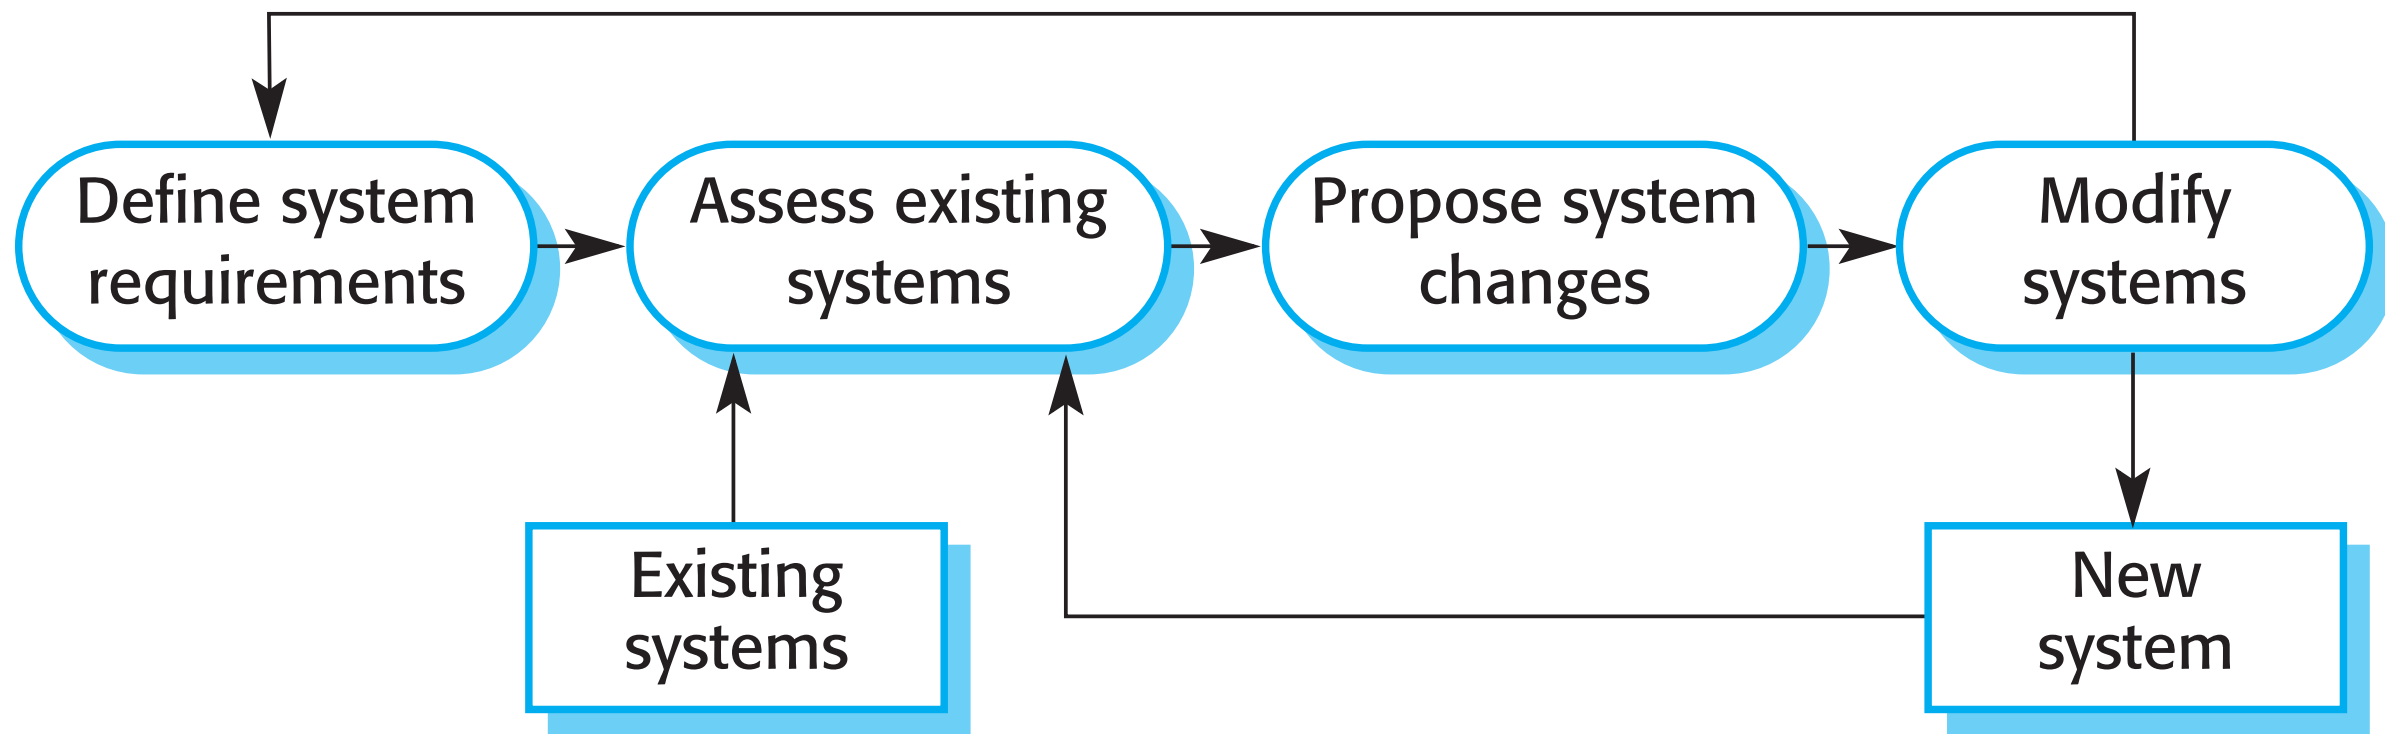 Define system
requirements
Assess existing
systems
Propose system
changes
Modify
systems
Existing
systems
New
system